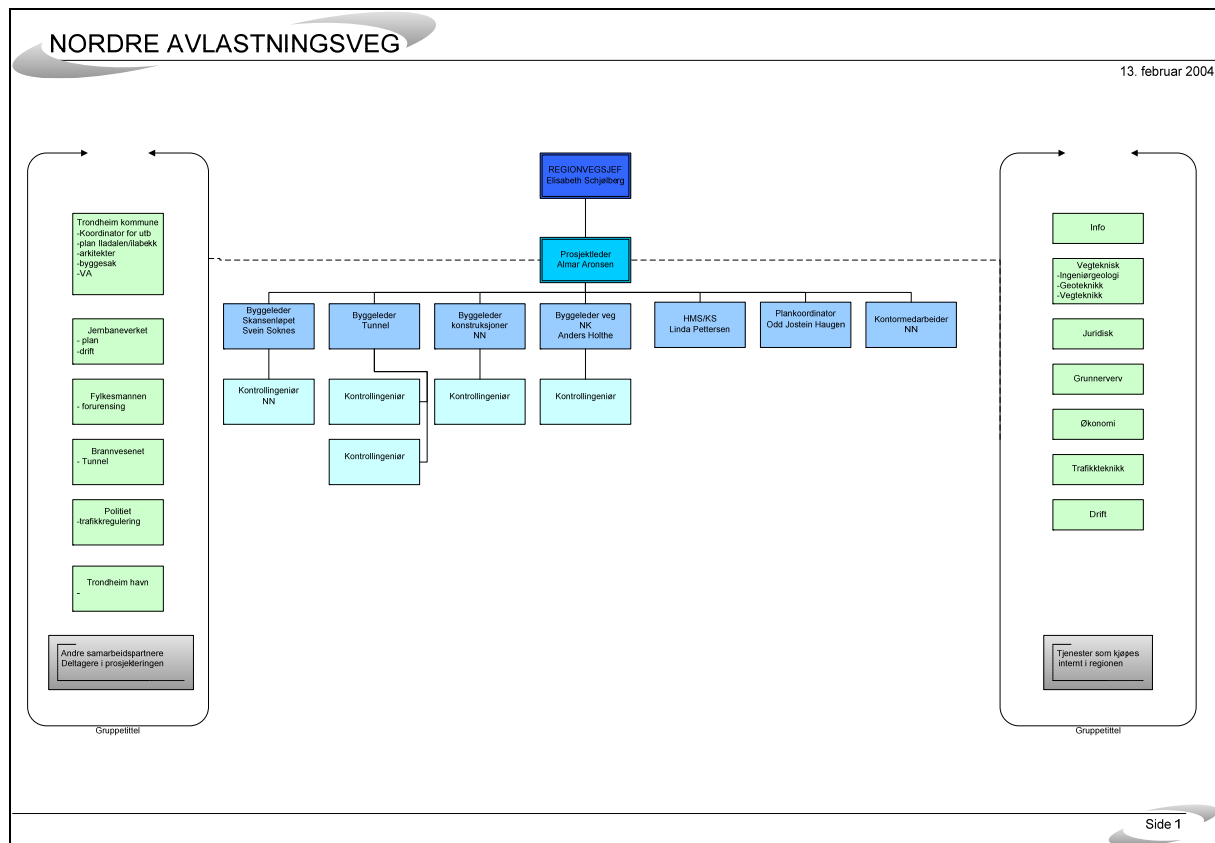 NORDRE AVLASTNINGSVEG
13. februar 2004
REGIONVEGSJEF
Elisabeth Schjølberg
Prosjektleder
Almar Aronsen
Byggeleder
Skansenløpet
Svein Soknes
Byggeleder
Tunnel
Byggeleder
konstruksjoner
NN
Byggeleder veg
NK
Anders Holthe
HMS/KS
Linda Pettersen
Plankoordinator
Odd Jostein Haugen
Kontormedarbeider
NN
Kontrollingeniør
NN
Kontrollingeniør
Kontrollingeniør
Kontrollingeniør
Kontrollingeniør
Trondheim kommune
-Koordinator for utb
-plan Iladalen/ilabekk
-arkitekter
-byggesak
-VA
Jernbaneverket
- plan
-drift
Fylkesmannen
- forurensing
Brannvesenet
- Tunnel
Politiet
-trafikkregulering
Trondheim havn
-
Andre samarbeidspartnere
Deltagere i prosjekteringen
Gruppetittel
Info
Vegteknisk
-Ingeniørgeologi
-Geoteknikk
-Vegteknikk
Juridisk
Grunnerverv
Økonomi
Trafikkteknikk
Drift
Tjenester som kjøpes
internt i regionen
Gruppetittel
Side 1